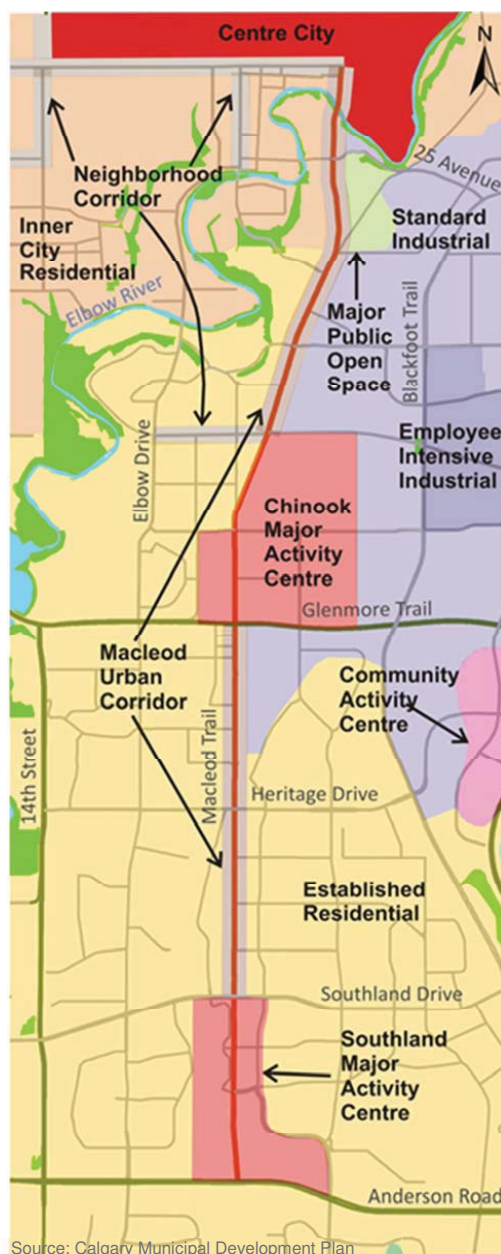 Centre City
N
25 Avenue
Neighborhood
Corridor
Inner
City
Residential
Standard
Industrial
Elbow River
Major
Public
Open
Space
Blackfoot Trail
Elbow Drive
Employee
Intensive
Industrial
Chinook
Major
Activity
Centre
Glenmore Trail
Macleod
Urban
Corridor
Community
Activity
Centre
14th Street
Macleod Trail
Heritage Drive
Established
Residential
Southland Drive
Southland
Major
Activity
Centre
Anderson Road
Source: Calgary Municipal Development Plan